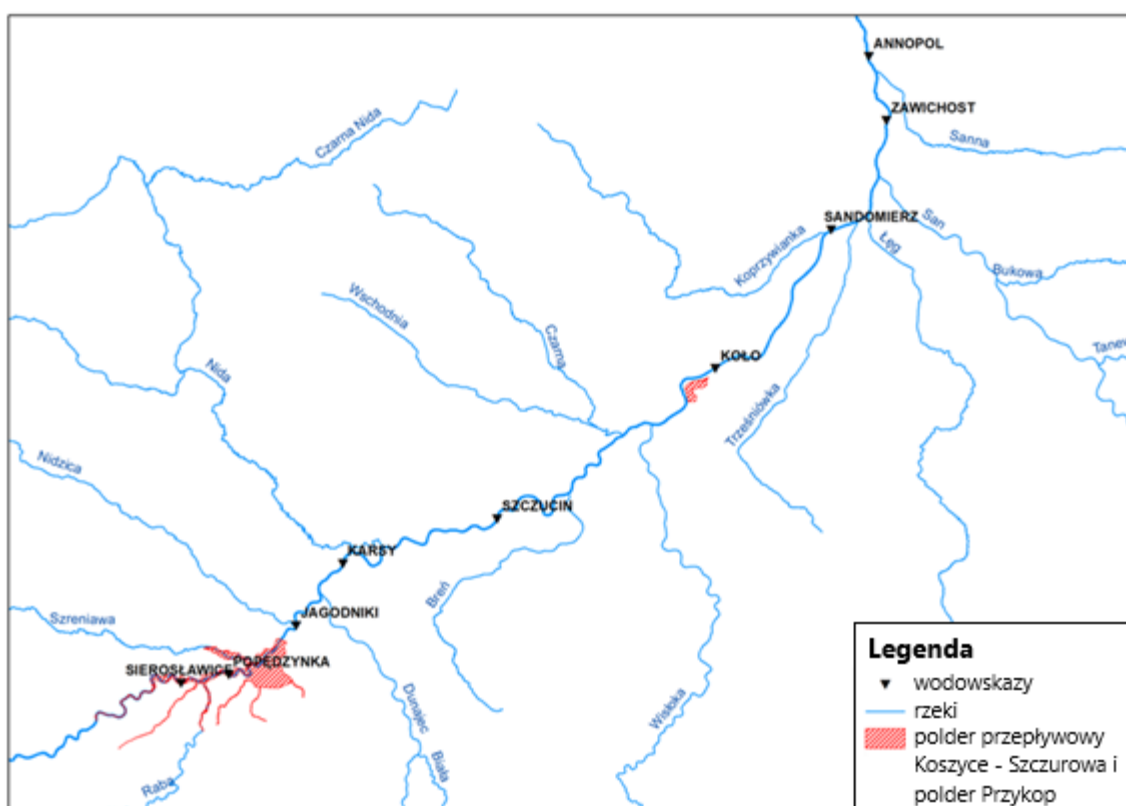 ANNOPOL
ZAWICHOST
Czarna Nida
Sanna
SANDOMIERZ
San
Koprzywianka
Łęg
Bukowa
Wschodnia
Czarna
Tanew
KOŁO
Nida
Trześniówka
Nidzica
SZCZUCIN
KARSY
Breń
JAGODNIKI
Szreniawa
POPĘDZYNKA
SIEROSŁAWICE
Dunajec
Wisłoka
Biała
Raba
Legenda
wodowskazy
rzeki
polder przepływowy
Koszyce - Szczurowa i
polder Przykop